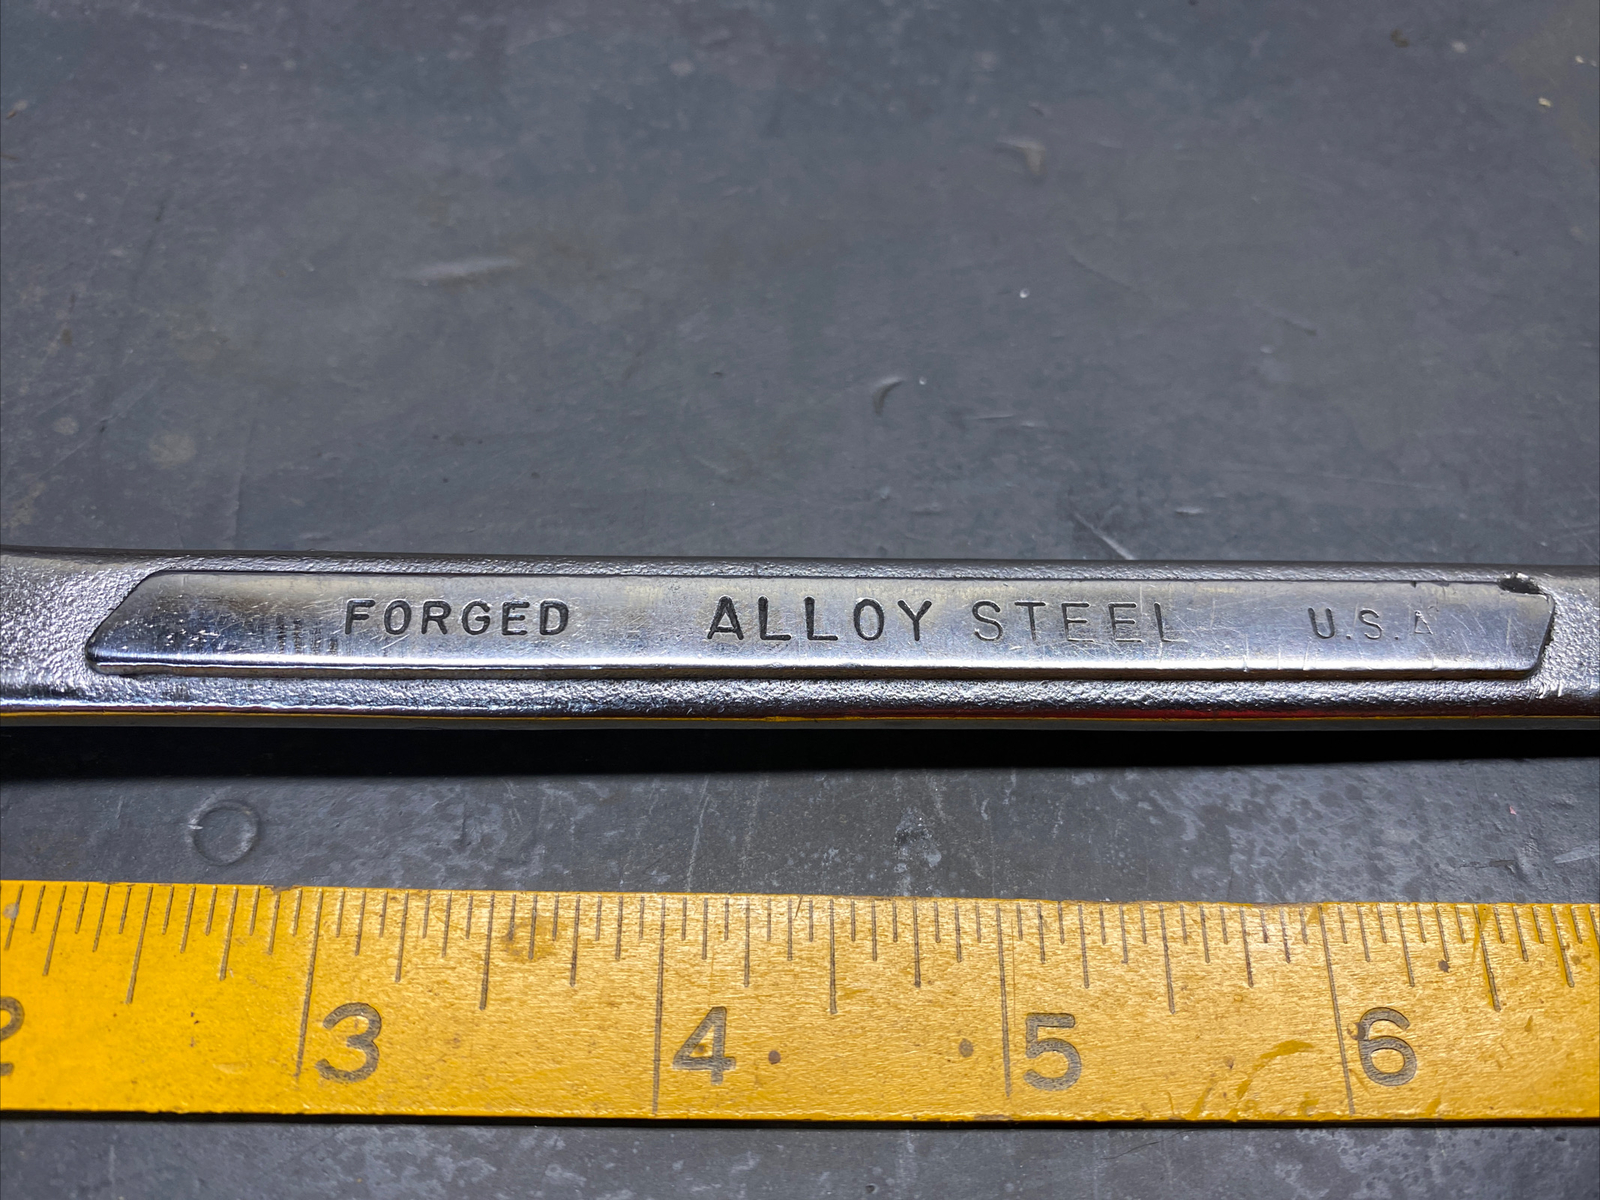 FORGED ALLOY STEEL U.S.A
2 3 4 5 6